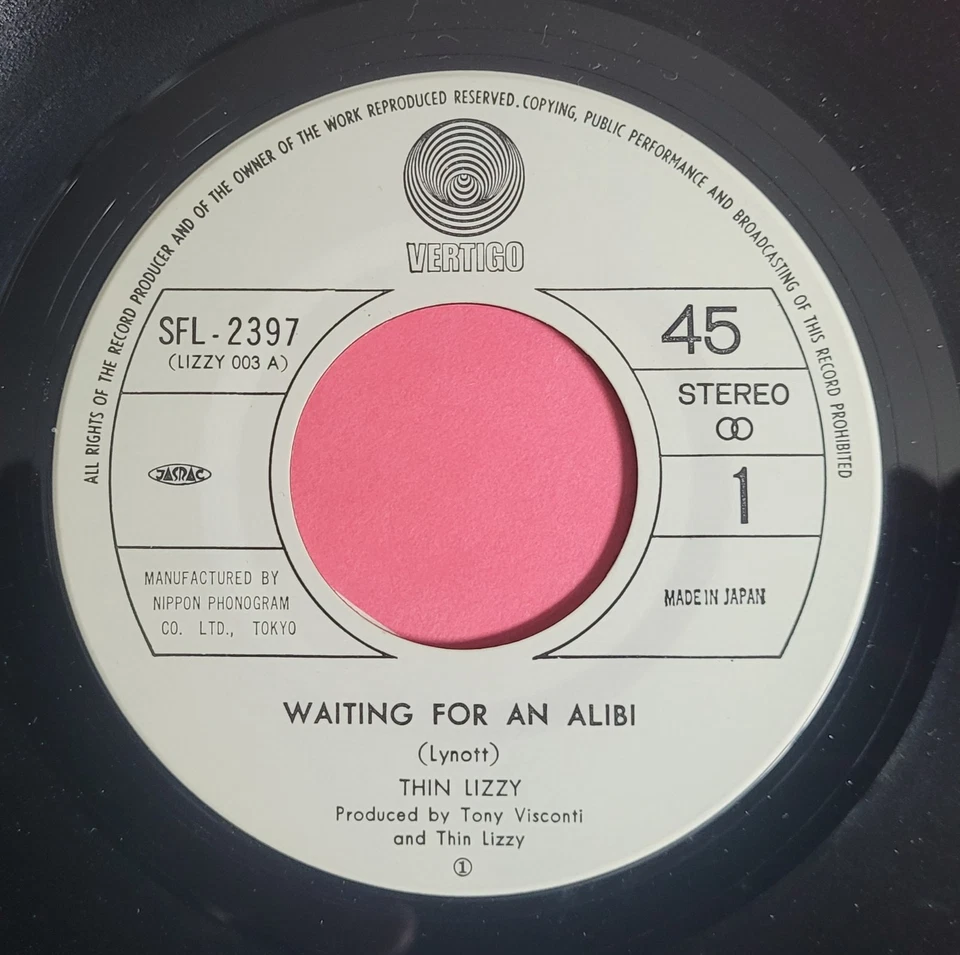 ALL RIGHTS OF THE RECORD PRODUCER AND OF THE OWNER OF THE WORK REPRODUCED RESERVED. COPYING, PUBLIC PERFORMANCE AND BROADCASTING OF THIS RECORD PROHIBITED
VERTIGO
SFL-2397
(LIZZY 003 A)
JASRAC
MANUFACTURED BY
NIPPON PHONOGRAM
CO. LTD., TOKYO
45
STEREO
1
MADE IN JAPAN
WAITING FOR AN ALIBI
(Lynott)
THIN LIZZY
Produced by Tony Visconti
and Thin Lizzy
①